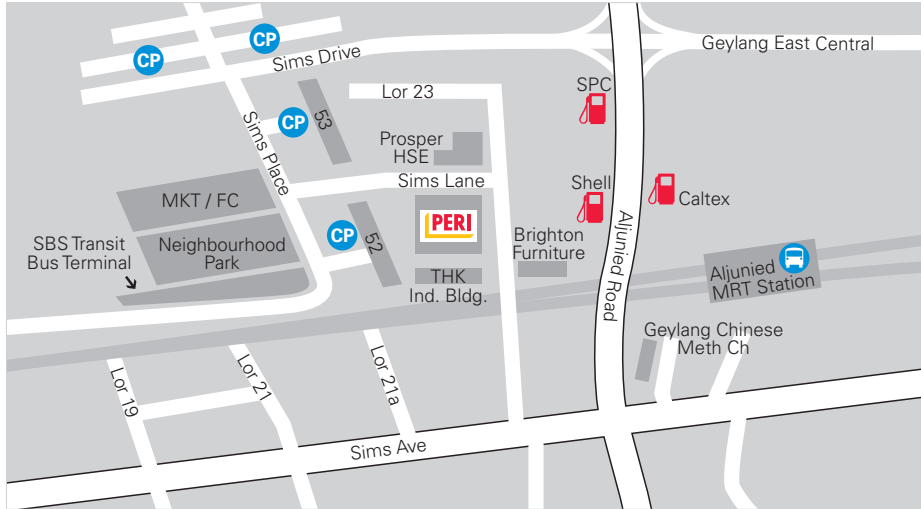 CP
CP
Sims Drive
Geylang East Central
SPC
Lor 23
CP
53
Sims Place
Prosper
HSE
Sims Lane
Shell
Caltex
MKT / FC
PERI
Aljunied Road
CP
52
SBS Transit
Bus Terminal
Neighbourhood
Park
Brighton
Furniture
THK
Ind. Bldg.
Aljunied
MRT Station
Geylang Chinese
Meth Ch
Lor 19
Lor 21
Lor 21a
Sims Ave